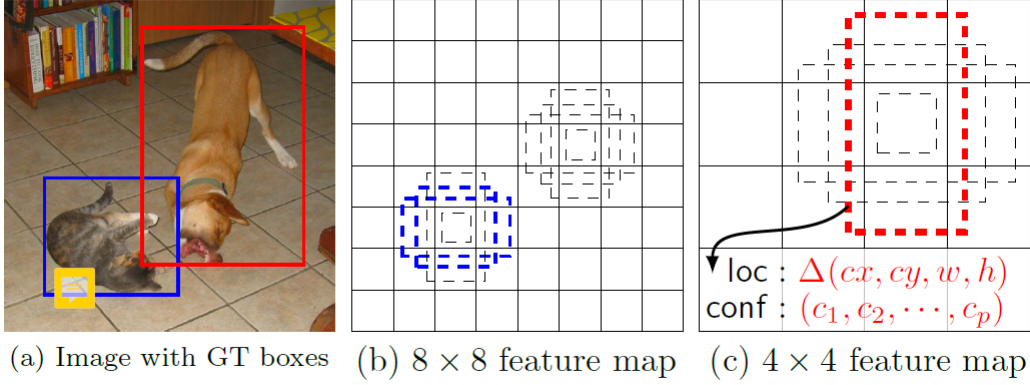 (a) Image with GT boxes
(b) 8 × 8 feature map
loc : Δ(cx, cy, w, h)
conf : (c₁, c₂, ⋯, cₚ)
(c) 4 × 4 feature map